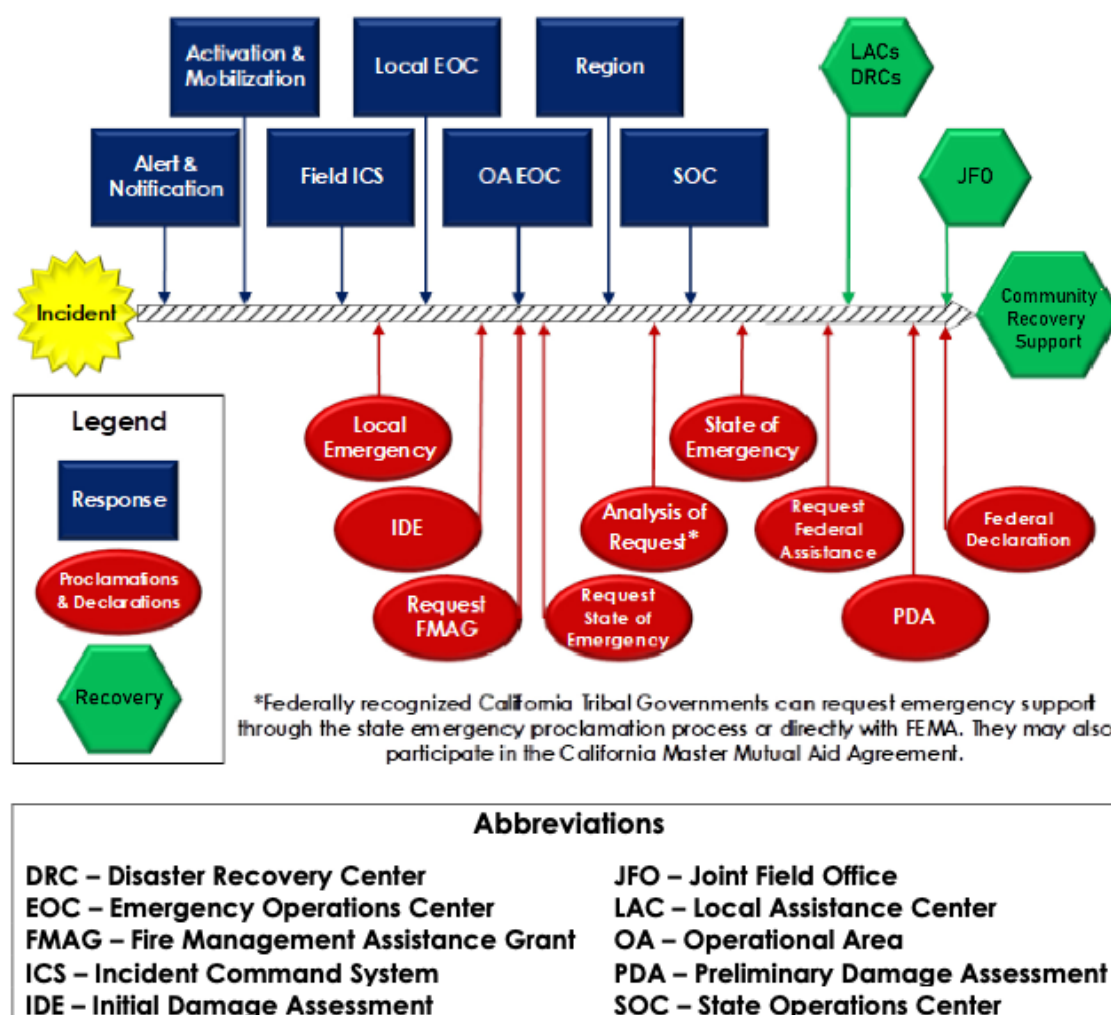 Activation &
Mobilization
Local EOC
Region
LACs
DRCs
Alert &
Notification
Field ICS
OA EOC
SOC
JFO
Incident
Community
Recovery
Support
Legend
Response
Proclamations
& Declarations
Recovery
Local
Emergency
State of
Emergency
IDE
Analysis of
Request*
Request
Federal
Assistance
Federal
Declaration
Request
FMAG
Request
State of
Emergency
PDA
*Federally recognized California Tribal Governments can request emergency support
through the state emergency proclamation process or directly with FEMA. They may also
participate in the California Master Mutual Aid Agreement.
Abbreviations
DRC – Disaster Recovery Center
EOC – Emergency Operations Center
FMAG – Fire Management Assistance Grant
ICS – Incident Command System
IDE – Initial Damage Assessment
JFO – Joint Field Office
LAC – Local Assistance Center
OA – Operational Area
PDA – Preliminary Damage Assessment
SOC – State Operations Center